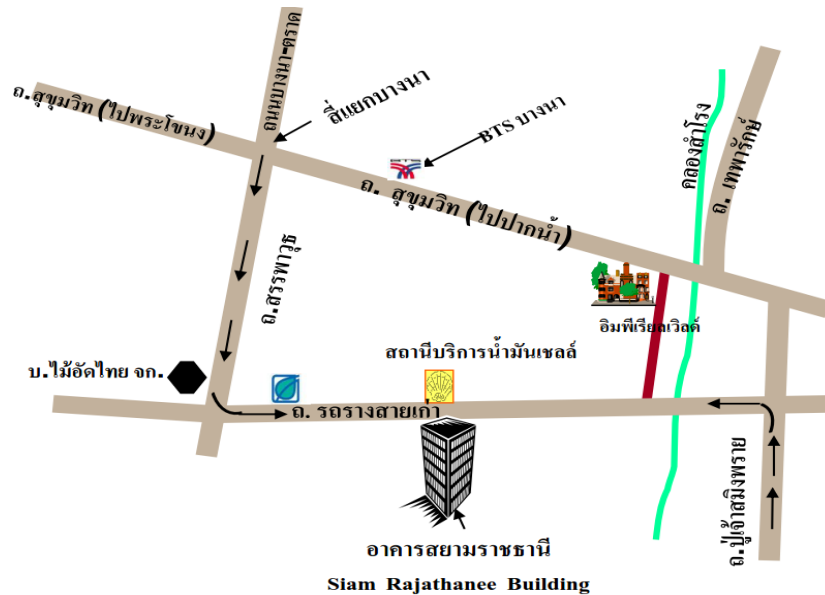 ถนนบางนา-ตราด
ถ.สุขุมวิท (ไปพระโขนง)
สี่แยกบางนา
BTS บางนา
คลองสำโรง
ถ. เทพารักษ์
ถ. สุขุมวิท (ไปปากน้ำ)
ถ.สรรพาวุธ
อิมพีเรียลเวิลด์
สถานีบริการน้ำมันเชลล์
บ.ไม้อัดไทย จก.
ถ. รถรางสายเก่า
ถ.ปู่เจ้าสมิงพราย
อาคารสยามราชธานี
Siam Rajathanee Building